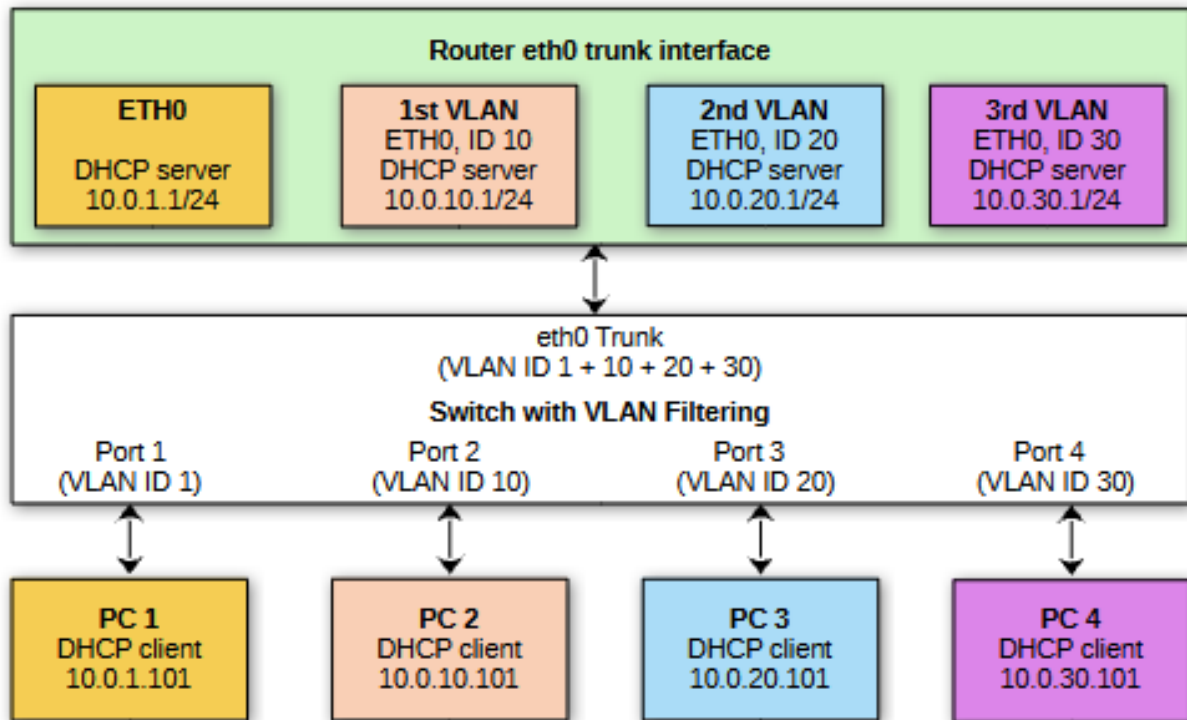 Router eth0 trunk interface
ETH0
DHCP server
10.0.1.1/24
1st VLAN
ETH0, ID 10
DHCP server
10.0.10.1/24
2nd VLAN
ETH0, ID 20
DHCP server
10.0.20.1/24
3rd VLAN
ETH0, ID 30
DHCP server
10.0.30.1/24
eth0 Trunk
(VLAN ID 1 + 10 + 20 + 30)
Switch with VLAN Filtering
Port 1
(VLAN ID 1)
Port 2
(VLAN ID 10)
Port 3
(VLAN ID 20)
Port 4
(VLAN ID 30)
PC 1
DHCP client
10.0.1.101
PC 2
DHCP client
10.0.10.101
PC 3
DHCP client
10.0.20.101
PC 4
DHCP client
10.0.30.101